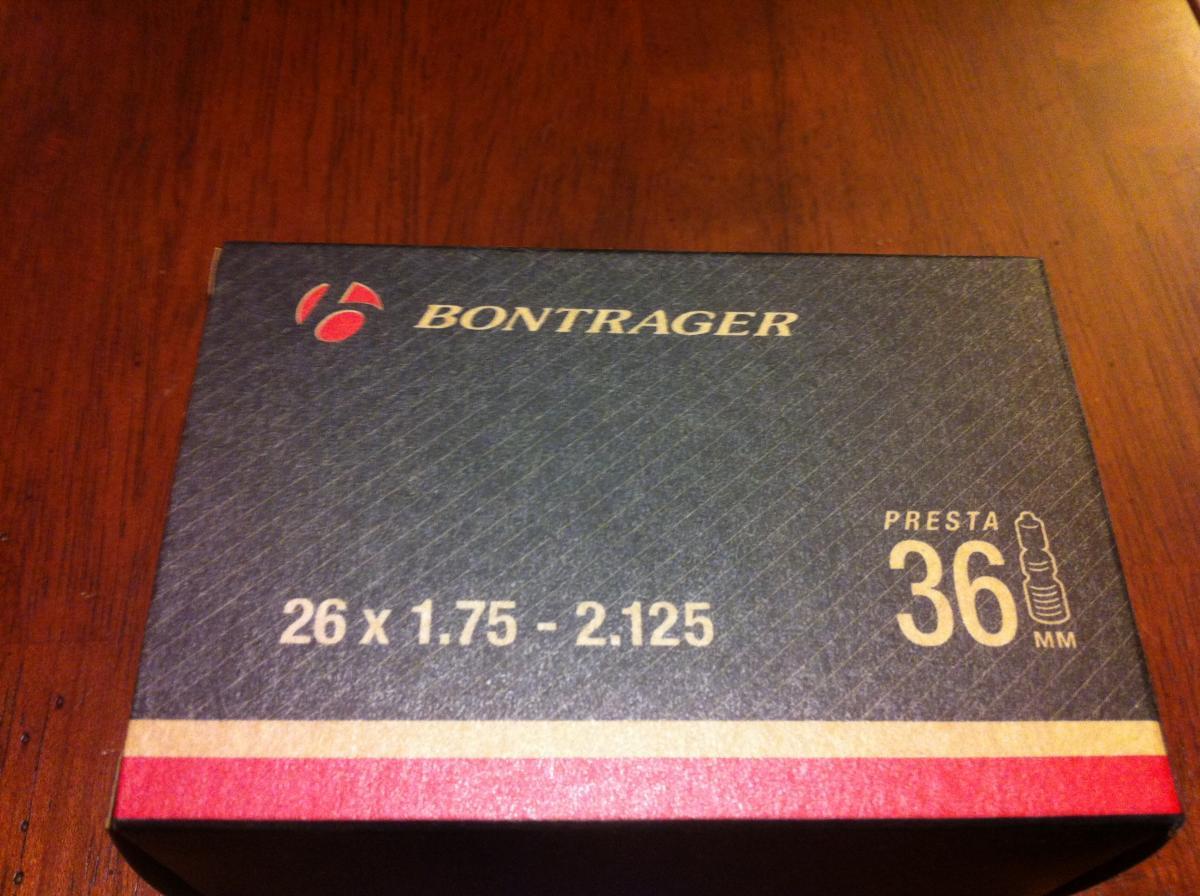 BONTRAGER
PRESTA
36
MM
26 x 1.75 - 2.125